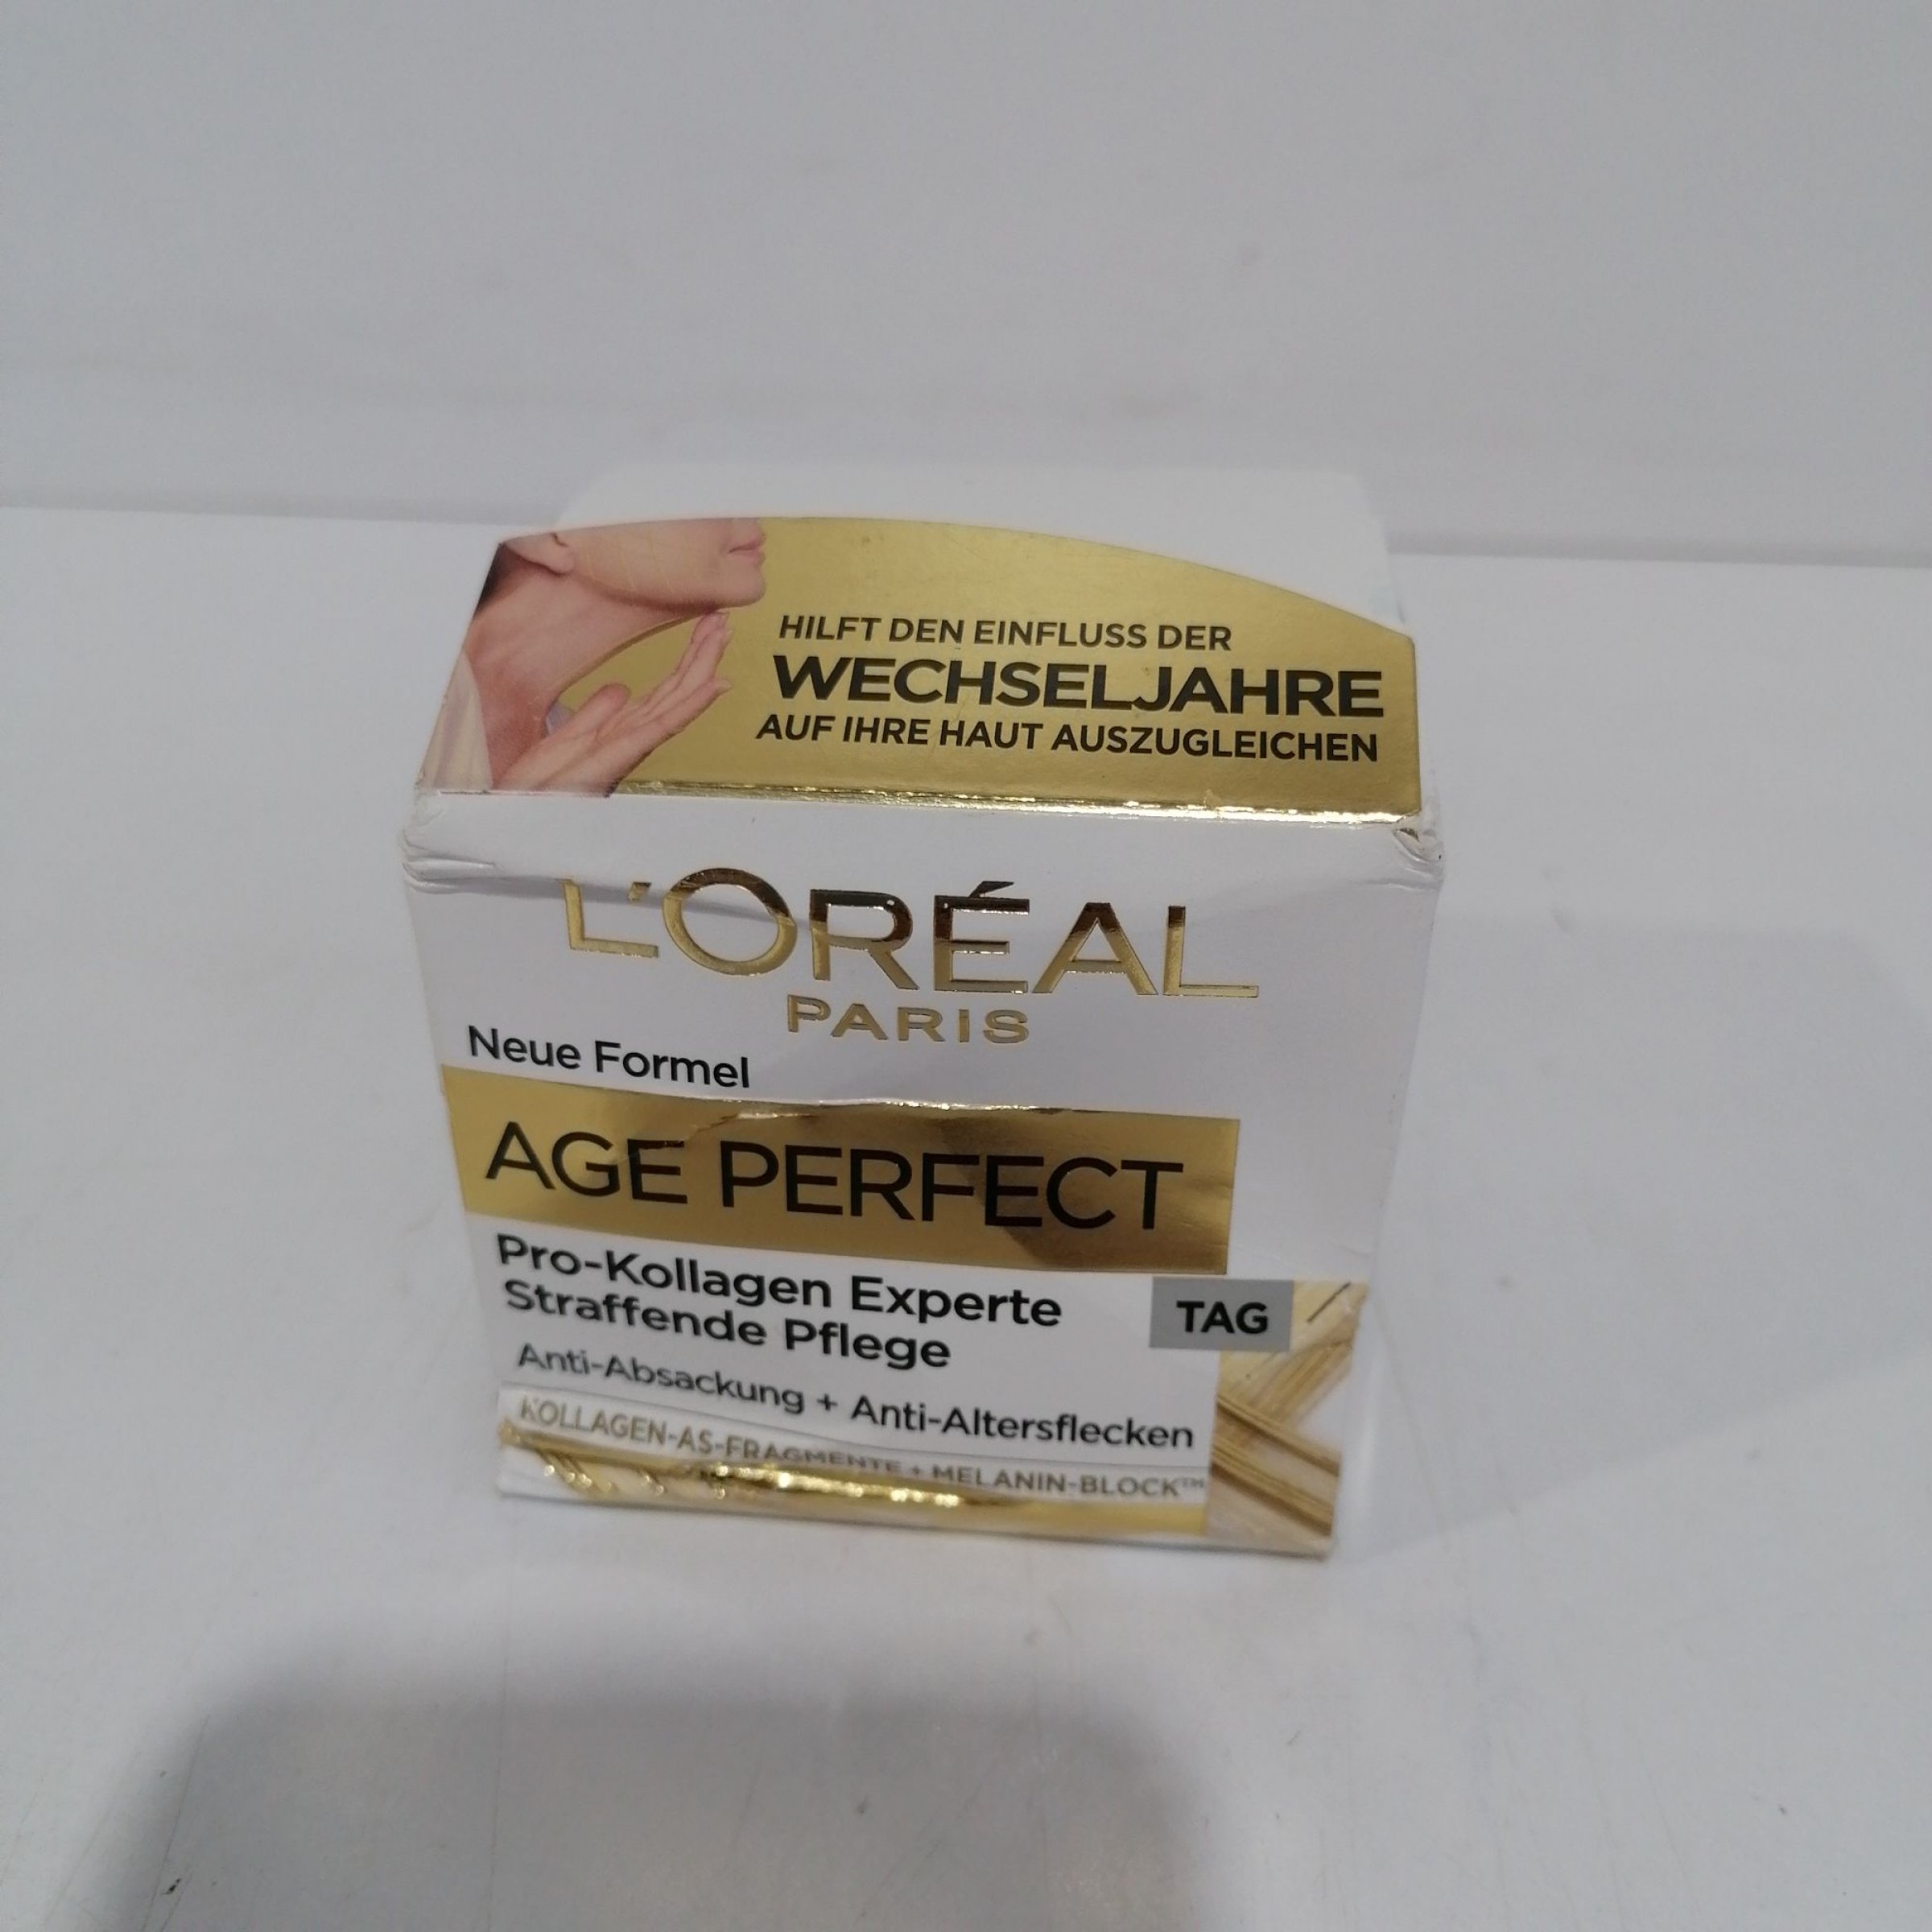 HILFT DEN EINFLUSS DER
WECHSELJAHRE
AUF IHRE HAUT AUSZUGLEICHEN
L'ORÉAL
PARIS
Neue Formel
AGE PERFECT
Pro-Kollagen Experte
Straffende Pflege
TAG
Anti-Absackung + Anti-Altersflecken
KOLLAGEN-AS-FRAGMENTE + MELANIN-BLOCK™